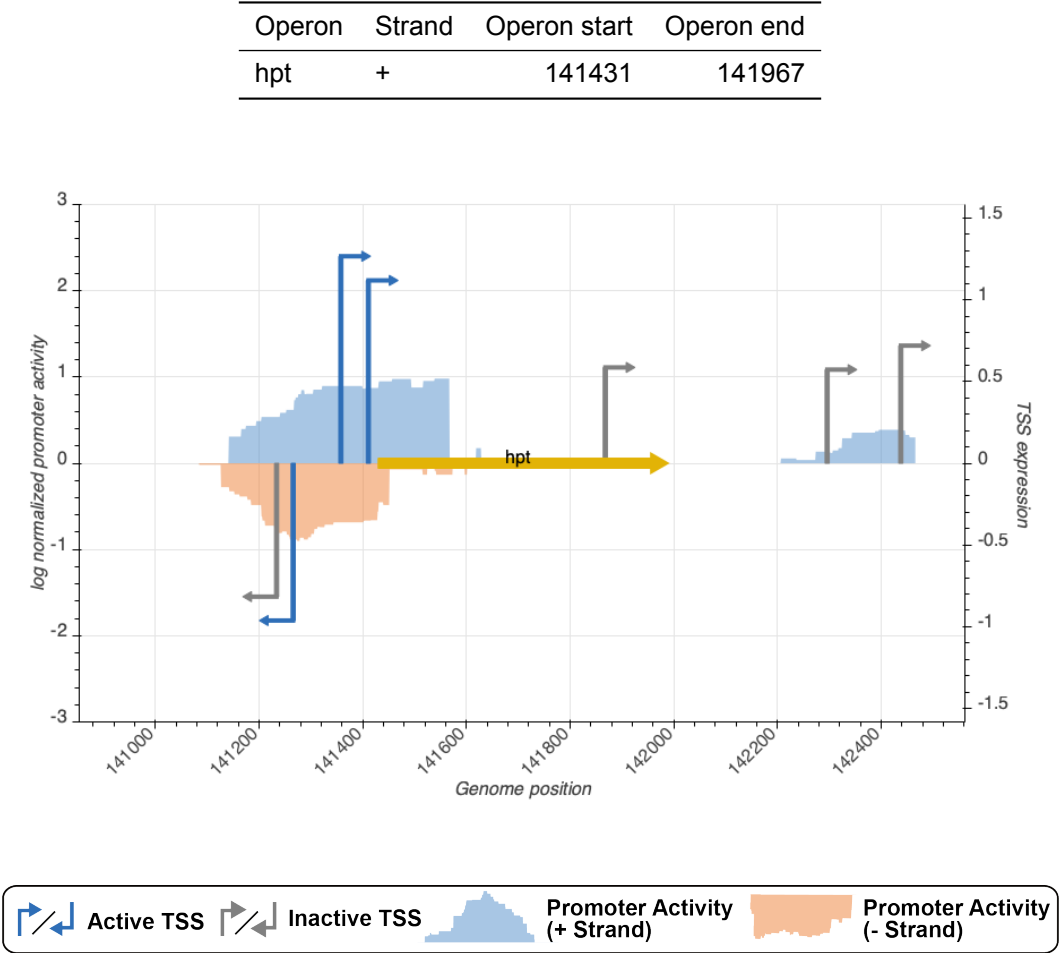 Operon Strand Operon start Operon end
hpt + 141431 141967
3
2
1
0
-1
-2
-3
log normalized promoter activity
1.5
1
0.5
0
-0.5
-1
-1.5
TSS expression
hpt
141000 141200 141400 141600 141800 142000 142200 142400
Genome position
Active TSS
Inactive TSS
Promoter Activity
(+ Strand)
Promoter Activity
(- Strand)